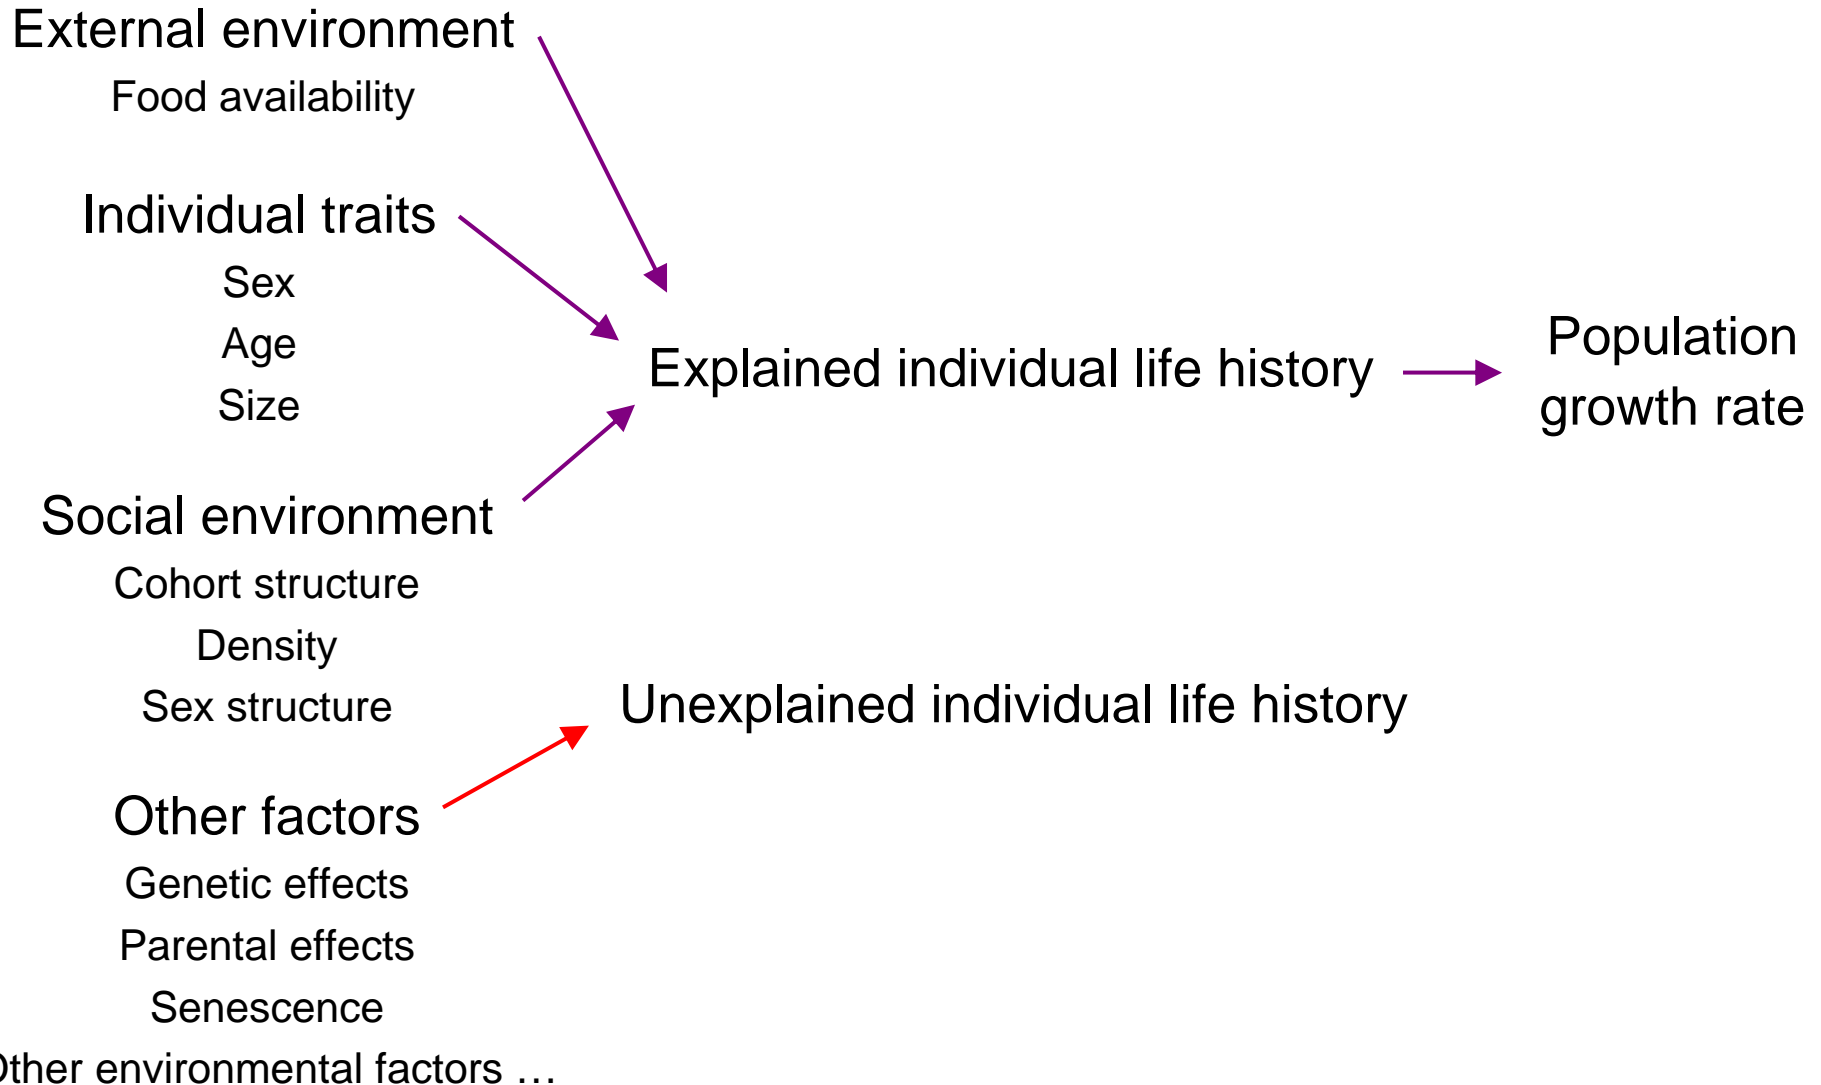 External environment
Food availability
Individual traits
Sex
Age
Size
Social environment
Cohort structure
Density
Sex structure
Other factors
Genetic effects
Parental effects
Senescence
Other environmental factors …
Explained individual life history
Unexplained individual life history
Population
growth rate